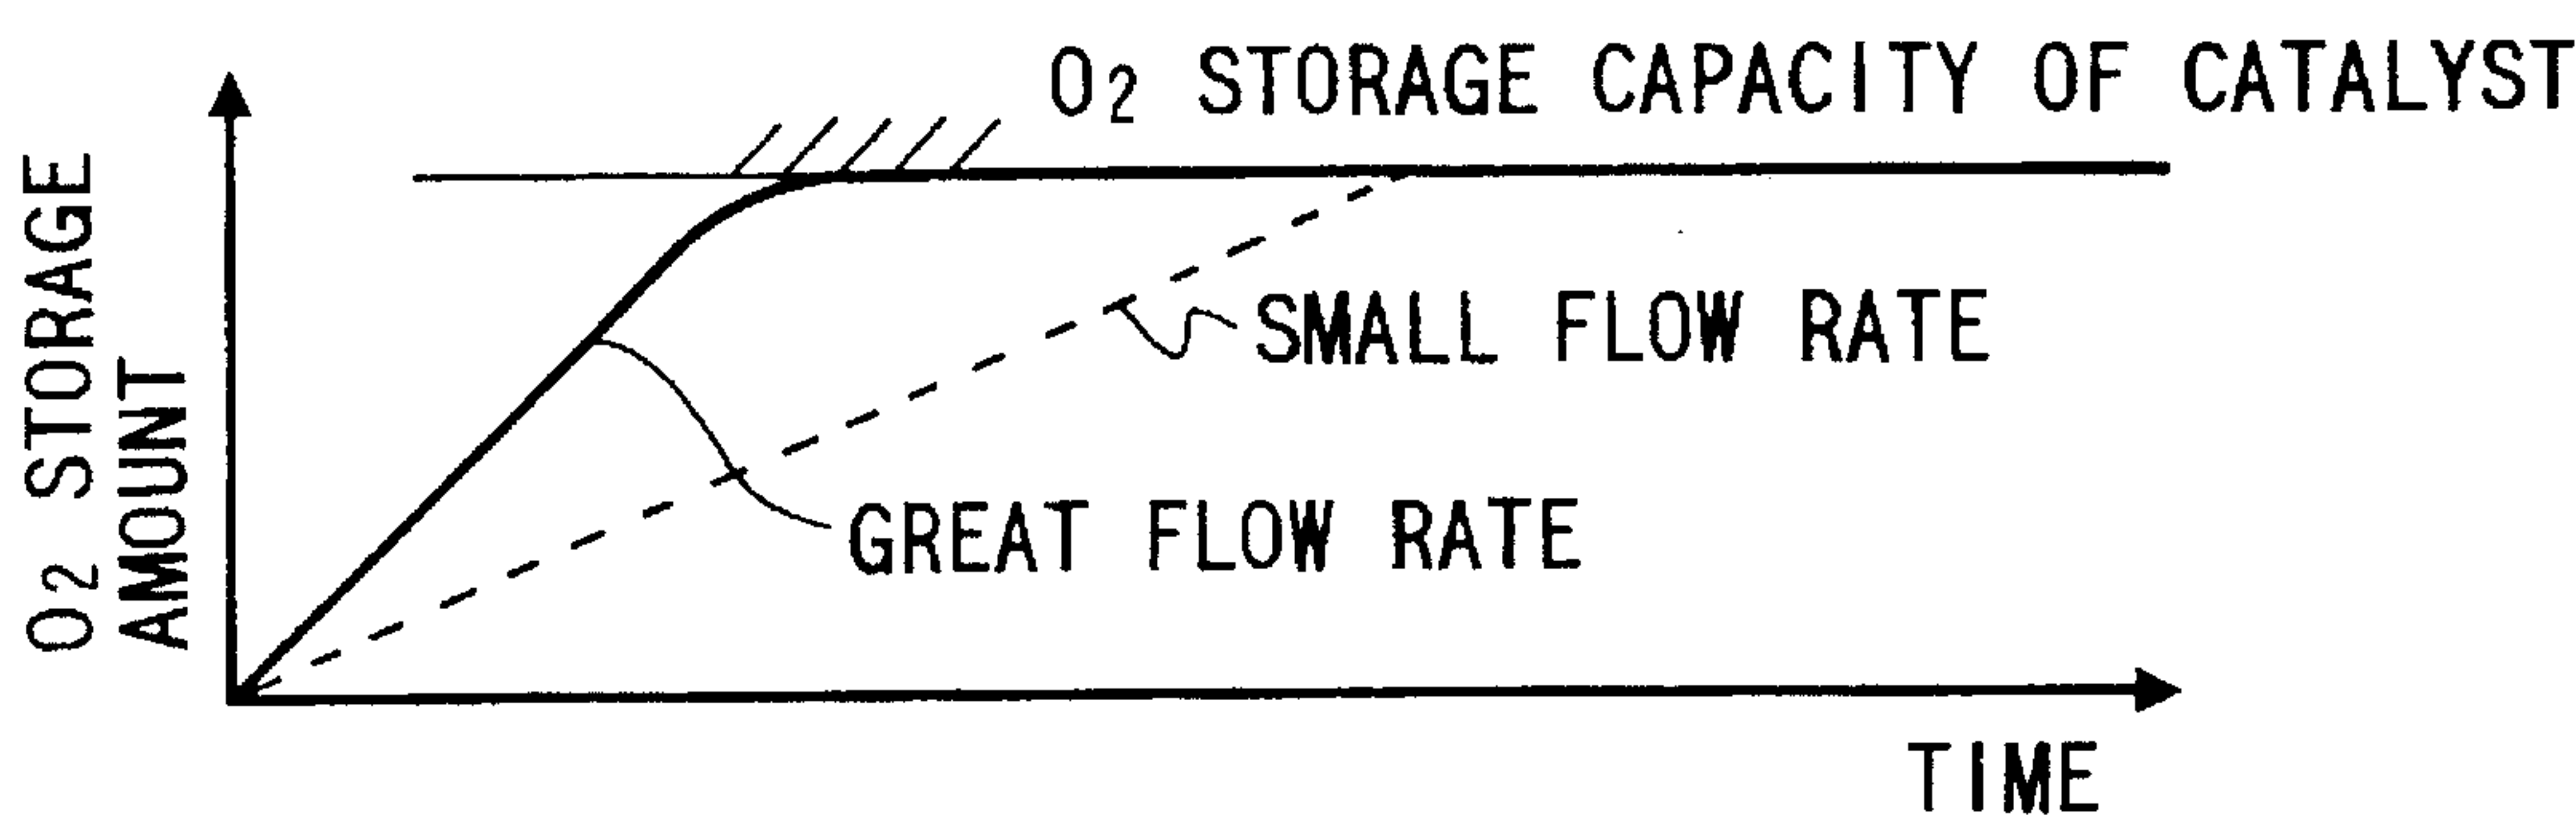 O2 STORAGE CAPACITY OF CATALYST
O2 STORAGE
AMOUNT
SMALL FLOW RATE
GREAT FLOW RATE
TIME